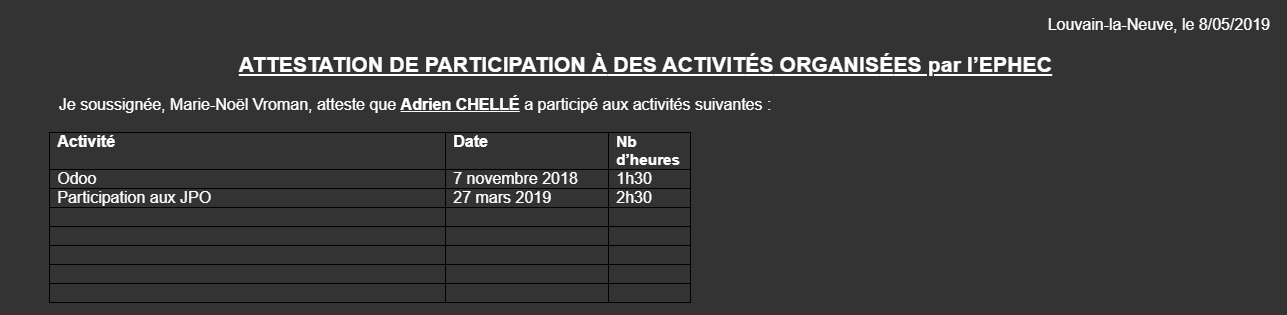 Louvain-la-Neuve, le 8/05/2019
ATTESTATION DE PARTICIPATION À DES ACTIVITÉS ORGANISÉES par l’EPHEC
Je soussignée, Marie-Noël Vroman, atteste que Adrien CHELLÉ a participé aux activités suivantes :
Activité Date Nb
d’heures
Odoo 7 novembre 2018 1h30
Participation aux JPO 27 mars 2019 2h30